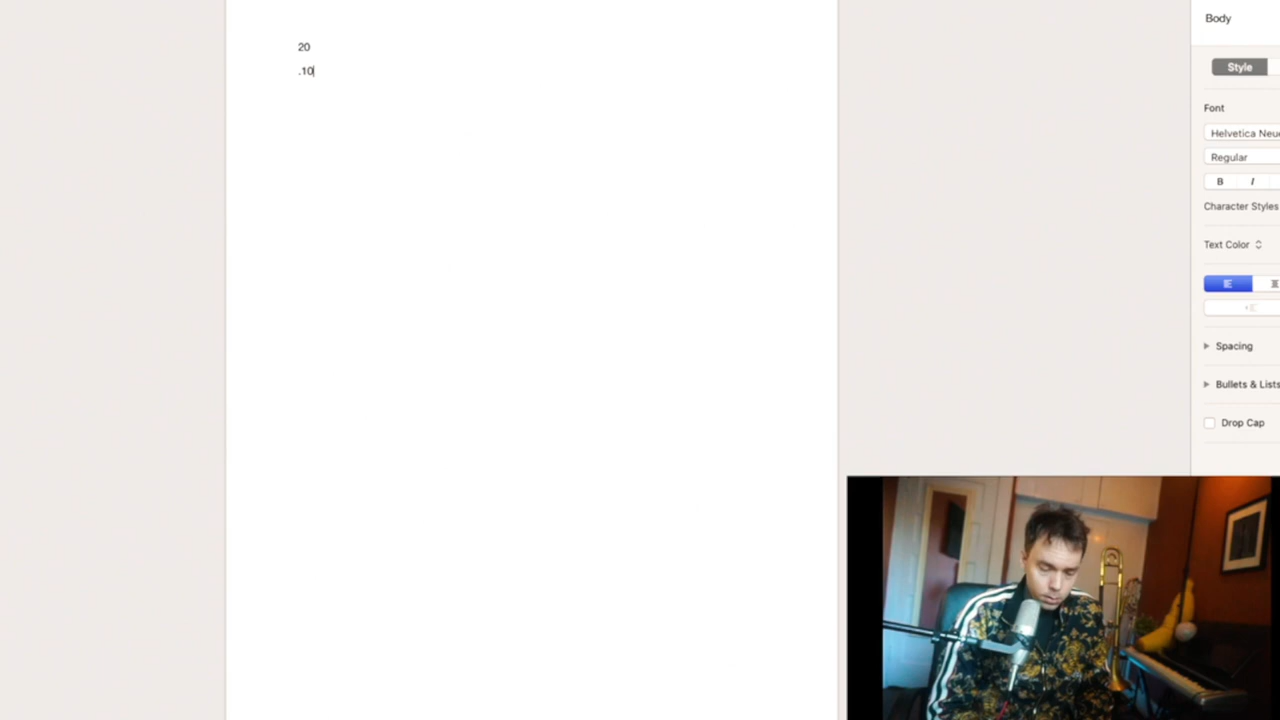 20
.10
Body
Style
Font
Helvetica Neu
Regular
B I
Character Styles
Text Color
Spacing
Bullets & Lists
Drop Cap